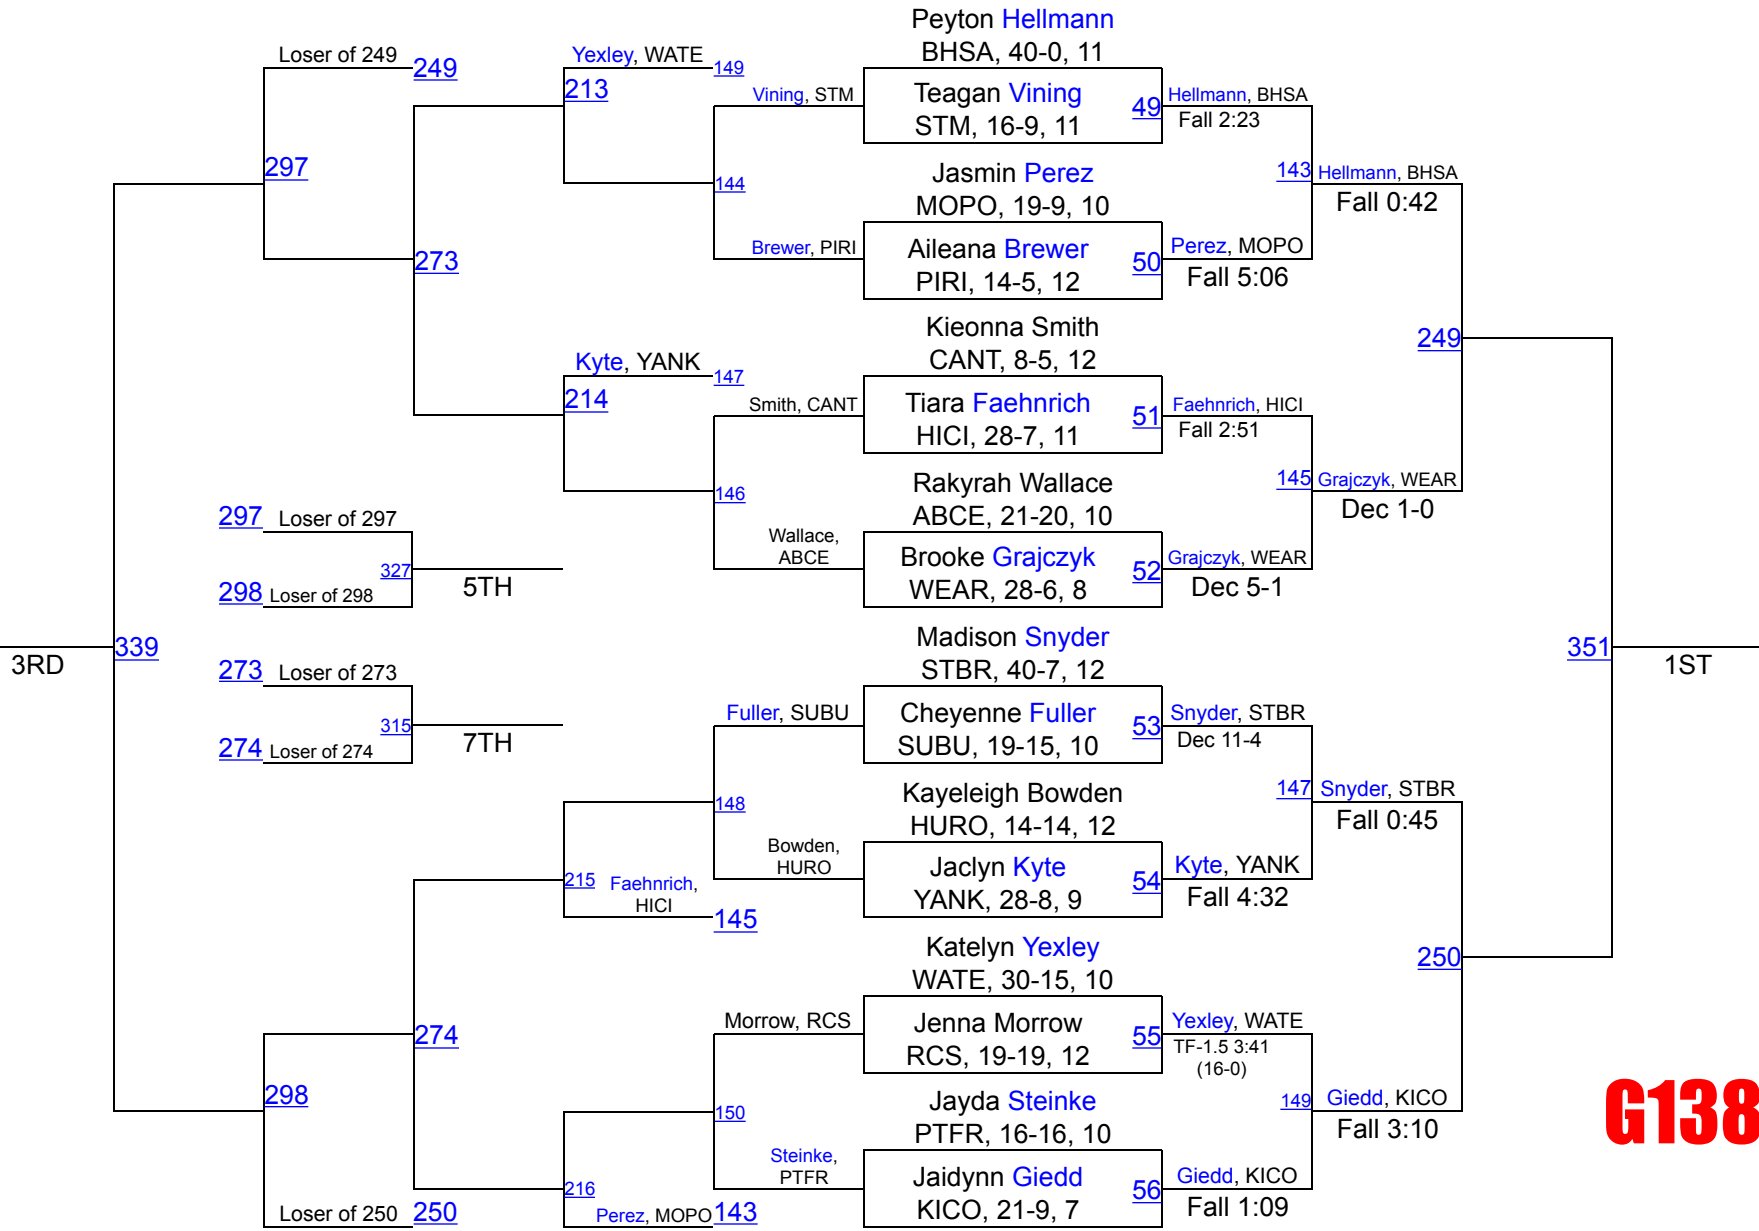 Peyton Hellmann
BHSA, 40-0, 11
Loser of 249
249
Yexley, WATE
149
213
Vining, STM
Teagan Vining
STM, 16-9, 11
49
Hellmann, BHSA
Fall 2:23
297
144
Jasmin Perez
MOPO, 19-9, 10
143
Hellmann, BHSA
Fall 0:42
273
Brewer, PIRI
Aileana Brewer
PIRI, 14-5, 12
50
Perez, MOPO
Fall 5:06
Kieonna Smith
CANT, 8-5, 12
249
Kyte, YANK
147
214
Smith, CANT
Tiara Faehnrich
HICI, 28-7, 11
51
Faehnrich, HICI
Fall 2:51
146
Rakyrah Wallace
ABCE, 21-20, 10
145
Grajczyk, WEAR
Dec 1-0
297
Loser of 297
327
298
Loser of 298
5TH
Wallace,
ABCE
Brooke Grajczyk
WEAR, 28-6, 8
52
Grajczyk, WEAR
Dec 5-1
3RD
339
Madison Snyder
STBR, 40-7, 12
351
1ST
273
Loser of 273
315
274
Loser of 274
7TH
Fuller, SUBU
Cheyenne Fuller
SUBU, 19-15, 10
53
Snyder, STBR
Dec 11-4
148
Kayeleigh Bowden
HURO, 14-14, 12
147
Snyder, STBR
Fall 0:45
Bowden,
HURO
Jaclyn Kyte
YANK, 28-8, 9
54
Kyte, YANK
Fall 4:32
215
Faehnrich,
HICI
145
Katelyn Yexley
WATE, 30-15, 10
250
274
Morrow, RCS
Jenna Morrow
RCS, 19-19, 12
55
Yexley, WATE
TF-1.5 3:41
(16-0)
298
150
Jayda Steinke
PTFR, 16-16, 10
149
Giedd, KICO
Fall 3:10
G138
Steinke,
PTFR
Jaidynn Giedd
KICO, 21-9, 7
56
Giedd, KICO
Fall 1:09
216
Loser of 250
250
Perez, MOPO
143